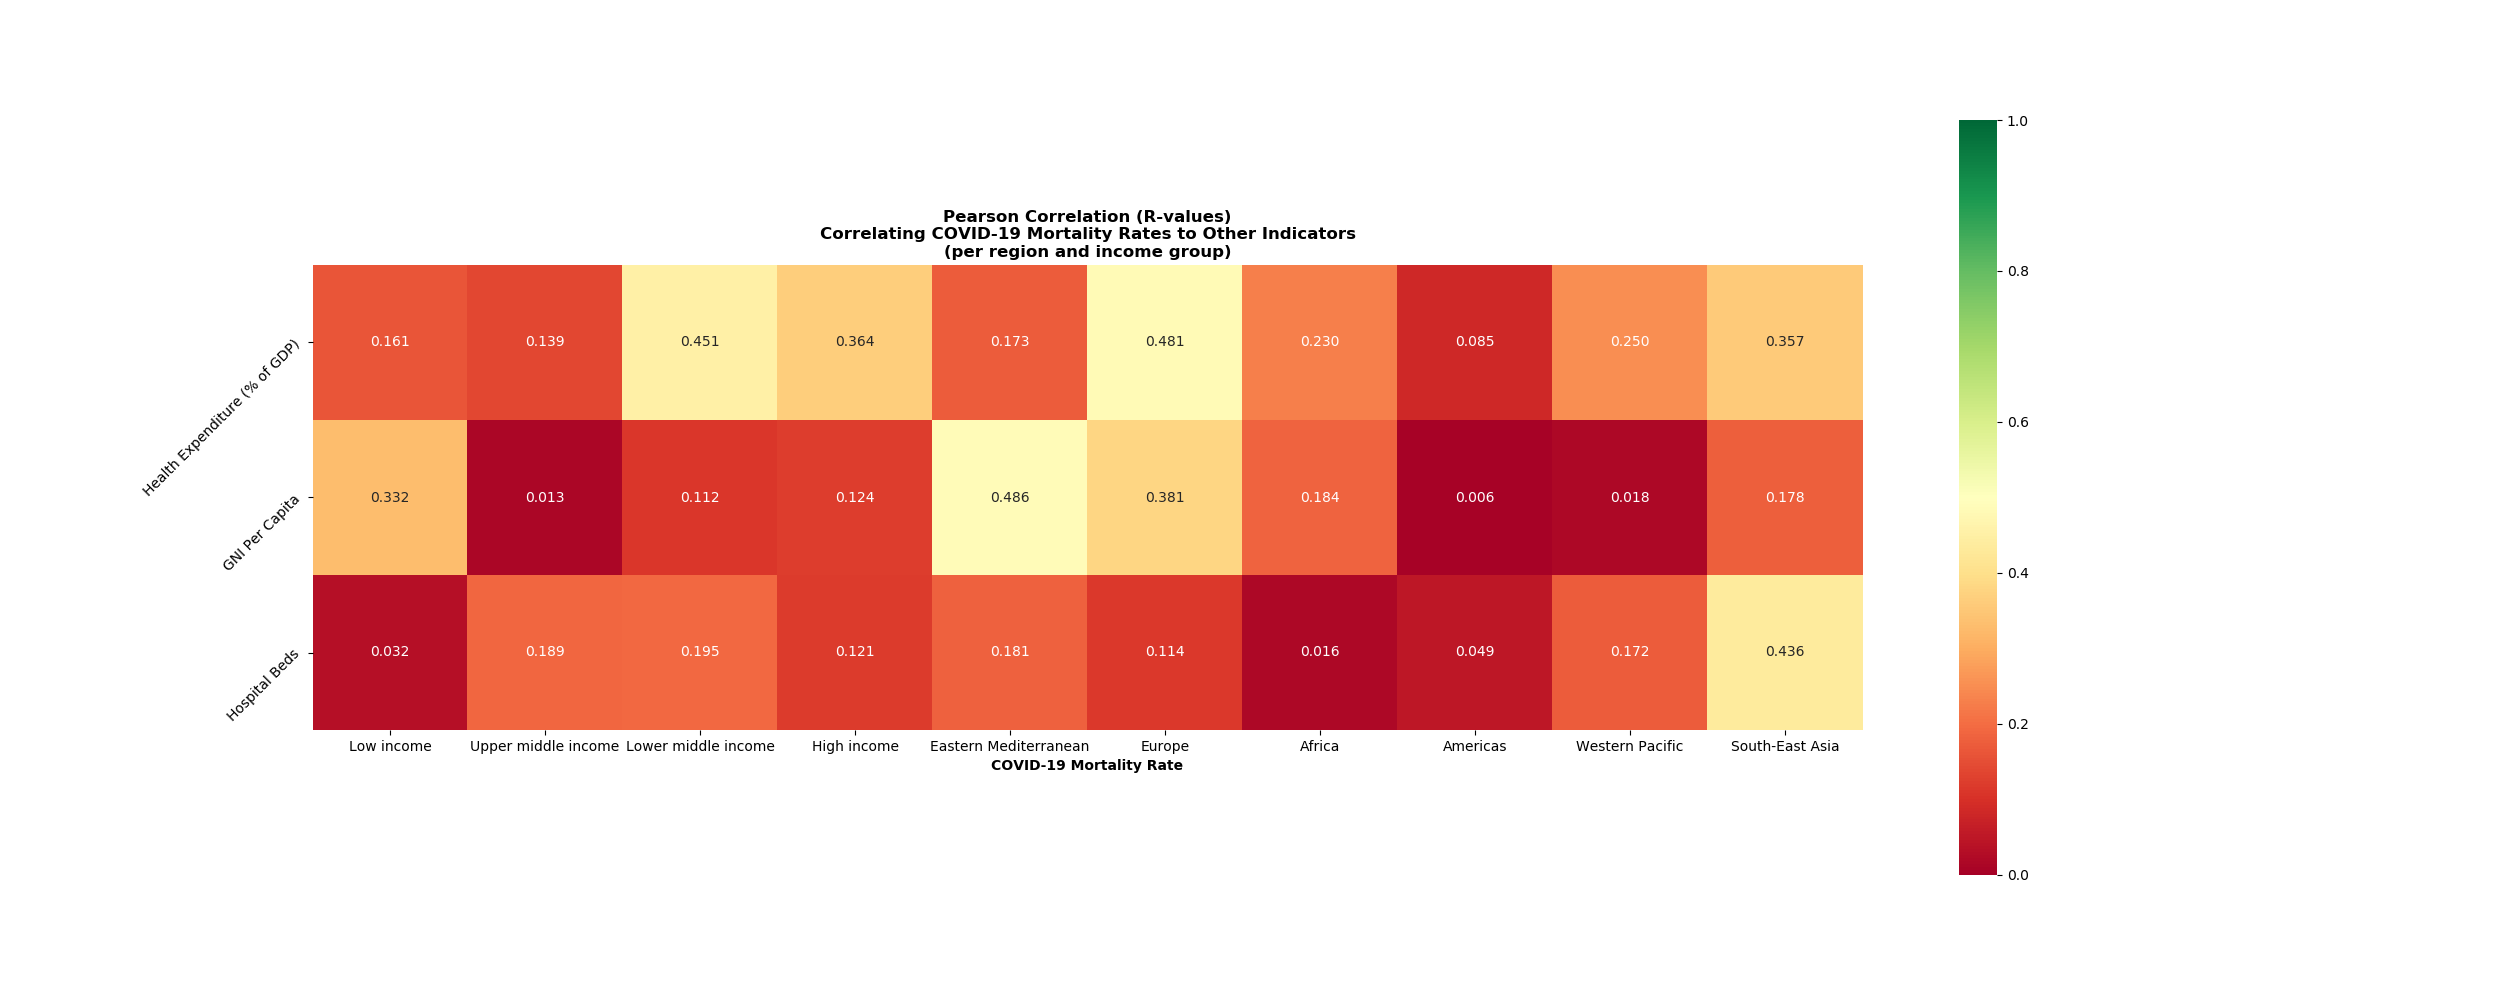 Pearson Correlation (R-values)
Correlating COVID-19 Mortality Rates to Other Indicators
(per region and income group)
Health Expenditure (% of GDP)
0.161 0.139 0.451 0.364 0.173 0.481 0.230 0.085 0.250 0.357
GNI Per Capita
0.332 0.013 0.112 0.124 0.486 0.381 0.184 0.006 0.018 0.178
Hospital Beds
0.032 0.189 0.195 0.121 0.181 0.114 0.016 0.049 0.172 0.436
Low income Upper middle income Lower middle income High income Eastern Mediterranean Europe Africa Americas Western Pacific South-East Asia
COVID-19 Mortality Rate
1.0
0.8
0.6
0.4
0.2
0.0